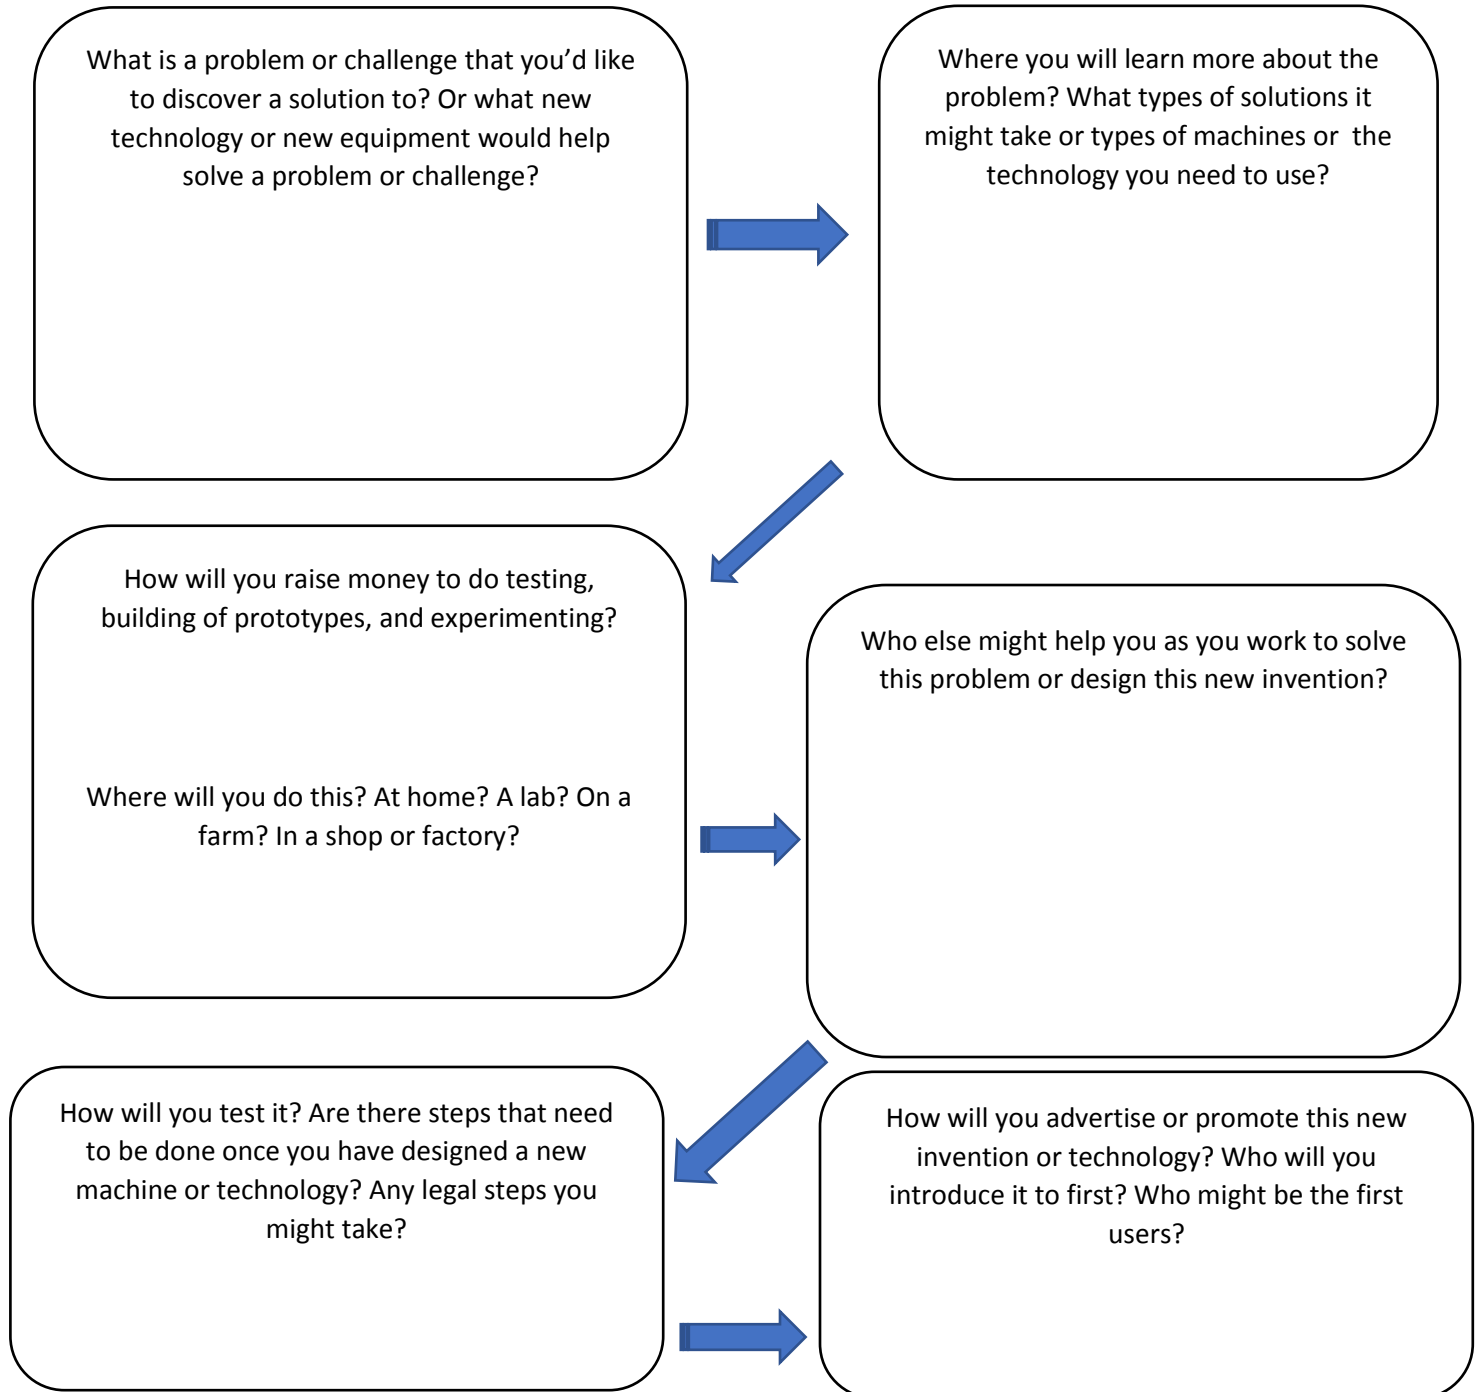 What is a problem or challenge that you’d like
to discover a solution to? Or what new
technology or new equipment would help
solve a problem or challenge?
Where you will learn more about the
problem? What types of solutions it
might take or types of machines or  the
technology you need to use?
How will you raise money to do testing,
building of prototypes, and experimenting?
Where will you do this? At home? A lab? On a
farm? In a shop or factory?
Who else might help you as you work to solve
this problem or design this new invention?
How will you test it? Are there steps that need
to be done once you have designed a new
machine or technology? Any legal steps you
might take?
How will you advertise or promote this new
invention or technology? Who will you
introduce it to first? Who might be the first
users?